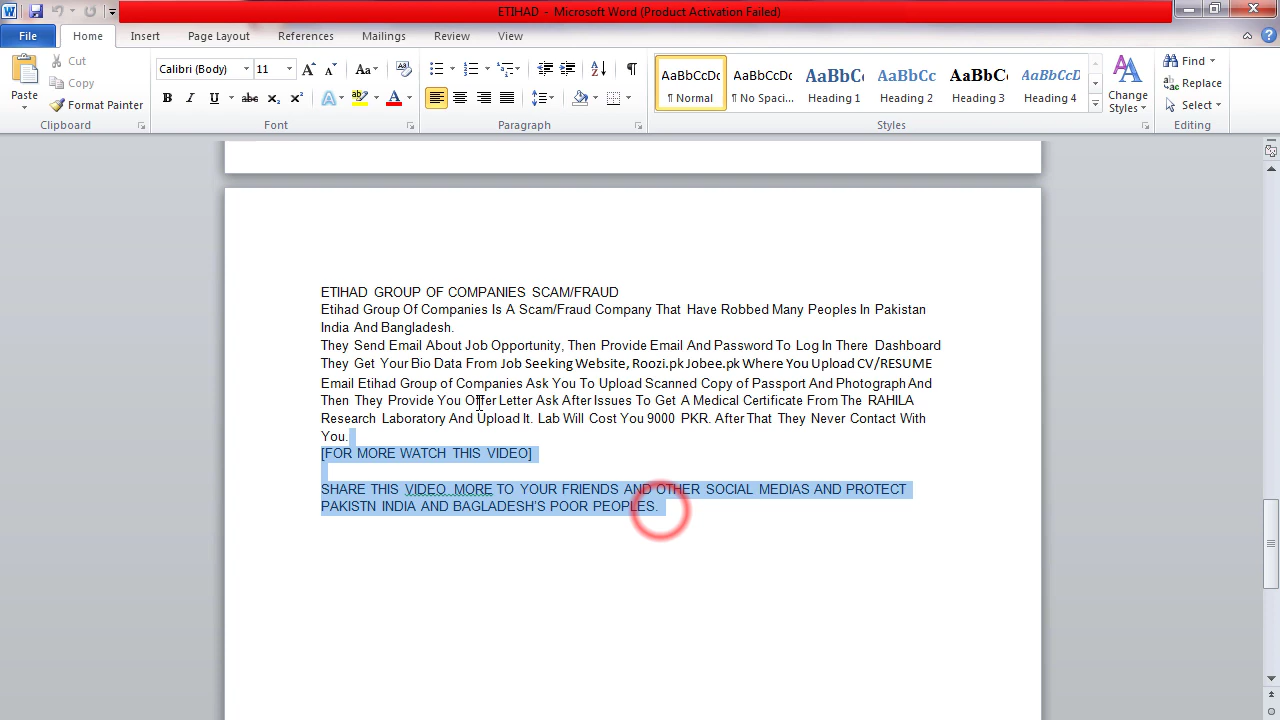 ETIHAD - Microsoft Word (Product Activation Failed)
File Home Insert Page Layout References Mailings Review View
Paste
Cut
Copy
Format Painter
Clipboard
Calibri (Body) 11
Aa
B I U abc x₂ x²
A ab A
Font
Paragraph
AaBbCcDc AaBbCcDc AaBbCc AaBbCc AaBbCc AaBbCcD
¶ Normal ¶ No Spaci... Heading 1 Heading 2 Heading 3 Heading 4
Styles
Change Styles
Find
Replace
Select
Editing
ETIHAD GROUP OF COMPANIES SCAM/FRAUD
Etihad Group Of Companies Is A Scam/Fraud Company That Have Robbed Many Peoples In Pakistan
India And Bangladesh.
They Send Email About Job Opportunity, Then Provide Email And Password To Log In There Dashboard
They Get Your Bio Data From Job Seeking Website, Roozi.pk Jobee.pk Where You Upload CV/RESUME
Email Etihad Group of Companies Ask You To Upload Scanned Copy of Passport And Photograph And
Then They Provide You Offer Letter Ask After Issues To Get A Medical Certificate From The RAHILA
Research Laboratory And Upload It. Lab Will Cost You 9000 PKR. After That They Never Contact With
You.
[FOR MORE WATCH THIS VIDEO]
SHARE THIS VIDEO MORE TO YOUR FRIENDS AND OTHER SOCIAL MEDIAS AND PROTECT
PAKISTN INDIA AND BAGLADESH'S POOR PEOPLES.